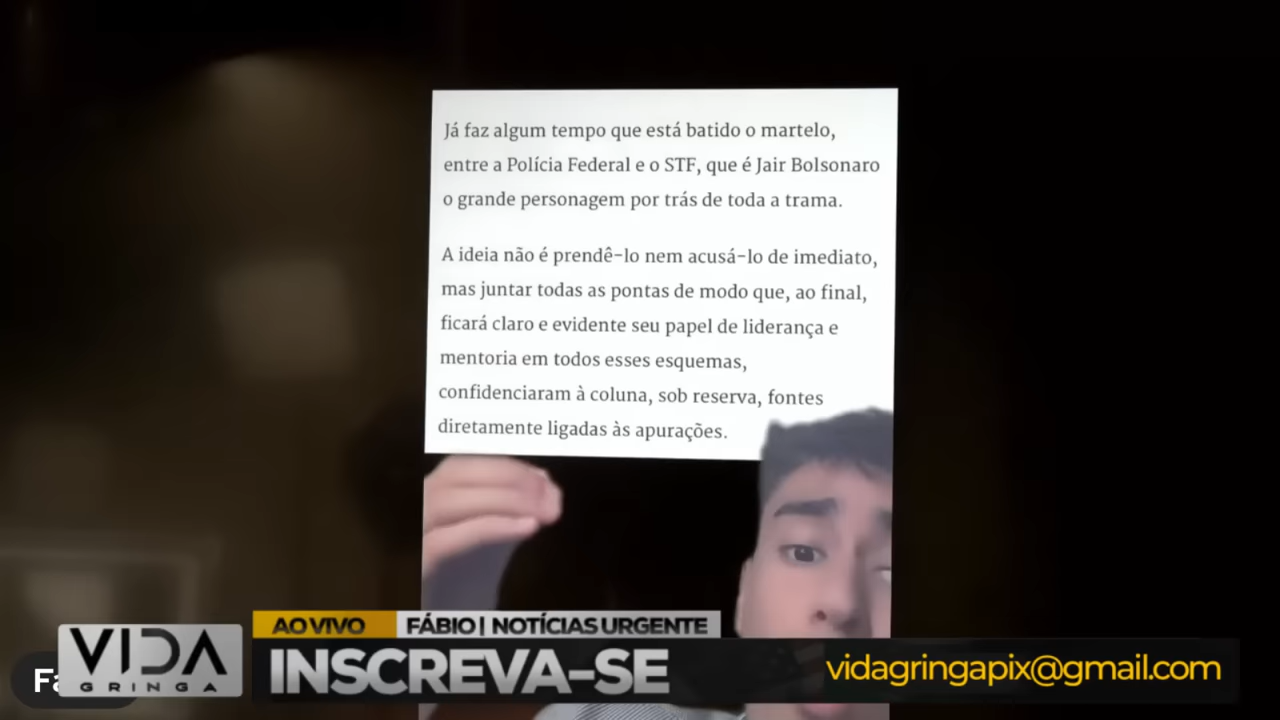 Já faz algum tempo que está batido o martelo,
entre a Polícia Federal e o STF, que é Jair Bolsonaro
o grande personagem por trás de toda a trama.
A ideia não é prendê-lo nem acusá-lo de imediato,
mas juntar todas as pontas de modo que, ao final,
ficará claro e evidente seu papel de liderança e
mentoria em todos esses esquemas,
confidenciaram à coluna, sob reserva, fontes
diretamente ligadas às apurações.
AO VIVO
FÁBIO | NOTÍCIAS URGENTE
VIDA
GRINGA
INSCREVA-SE
vidagringapix@gmail.com